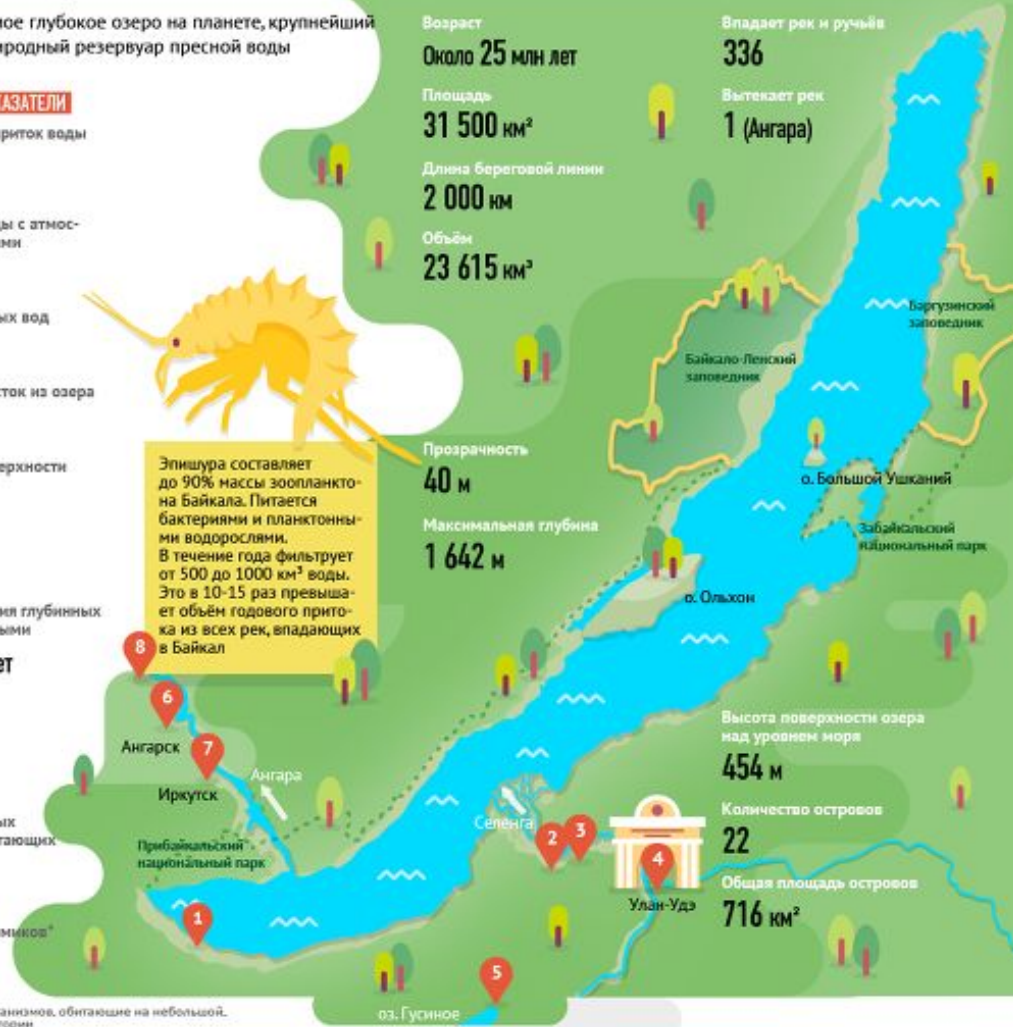 мое глубокое озеро на планете, крупнейший
иродный резервуар пресной воды
КАЗАТЕЛИ
риток воды
ды с атмос-
ми
ых вод
сток из озера
ерхности
ия глубинных
ыми
ет
ых
тающих
миков*
анизмов, обитающие на небольшой
Возраст
Около 25 млн лет
Площадь
31 500 км²
Длина береговой линии
2 000 км
Объём
23 615 км³
Впадает рек и ручьёв
336
Вытекает рек
1 (Ангара)
Баргузинский
заповедник
Байкало-Ленский
заповедник
Прозрачность
40 м
Максимальная глубина
1 642 м
о. Большой Ушканий
Забайкальский
национальный парк
о. Ольхон
Эпишура составляет
до 90% массы зоопланкто-
на Байкала. Питается
бактериями и планктонны-
ми водорослями.
В течение года фильтрует
от 500 до 1000 км³ воды.
Это в 10-15 раз превыша-
ет объём годового прито-
ка из всех рек, впадающих
в Байкал
8
6
Ангарск
7
Иркутск
Ангара
Прибайкальский
национальный парк
Селенга
2
3
4
Улан-Удэ
1
5
оз. Гусиное
Высота поверхности озера
над уровнем моря
454 м
Количество островов
22
Общая площадь островов
716 км²